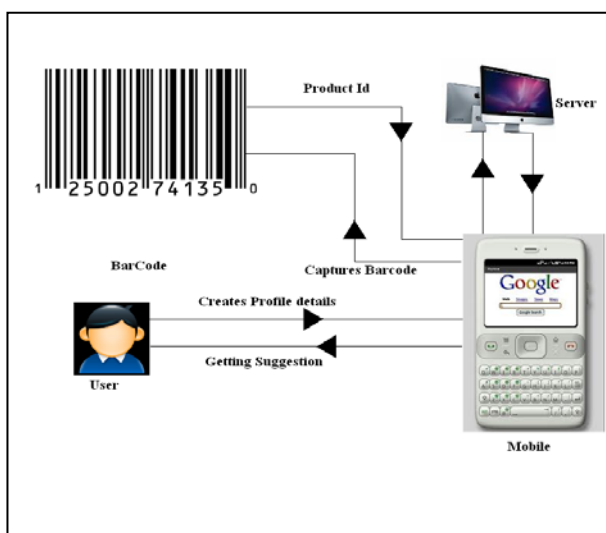 Product Id
Server
1 25002 74135 0
BarCode
Captures Barcode
Google
Creates Profile details
Getting Suggestion
User
Mobile